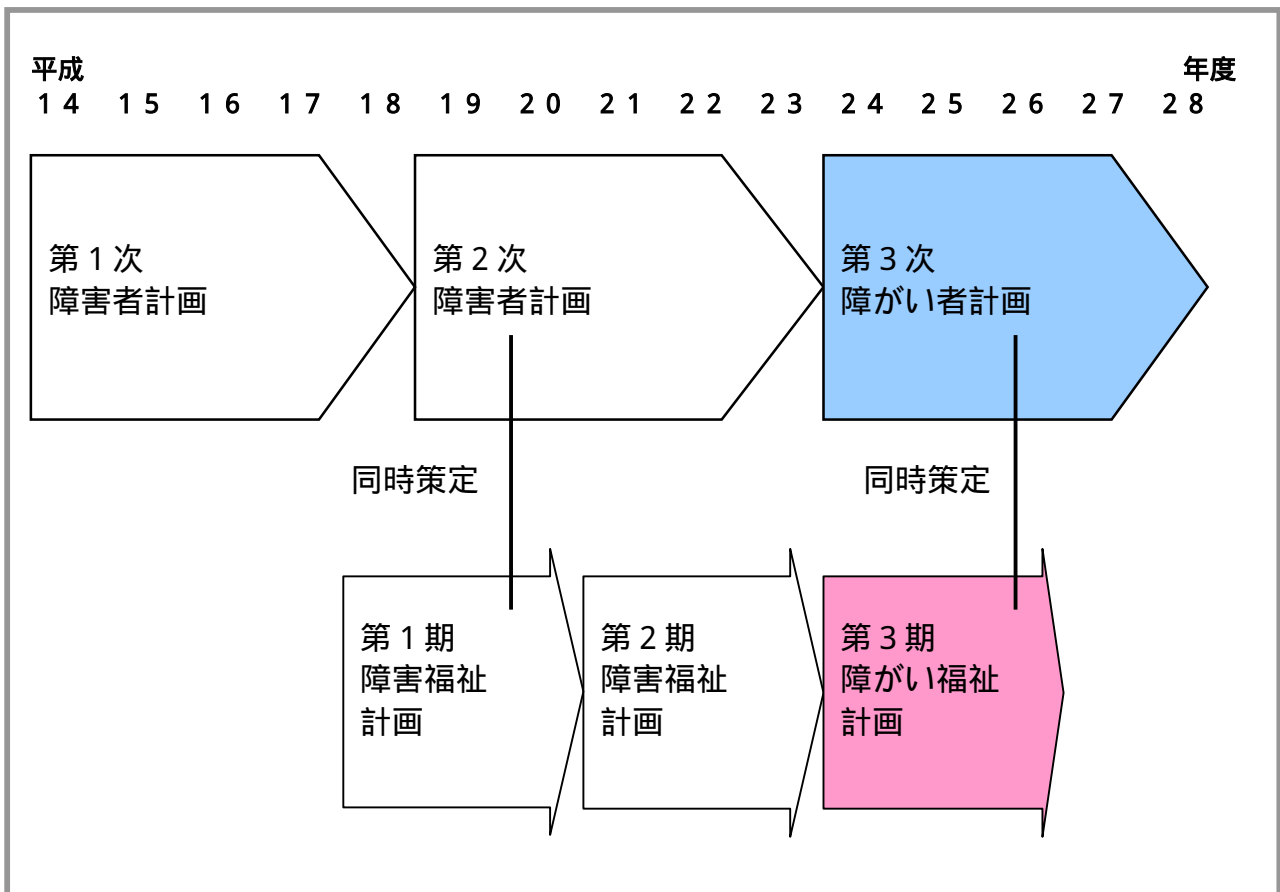 平成 年度
14 15 16 17 18 19 20 21 22 23 24 25 26 27 28
第1次
障害者計画
第2次
障害者計画
第3次
障がい者計画
同時策定
同時策定
第1期
障害福祉
計画
第2期
障害福祉
計画
第3期
障がい福祉
計画